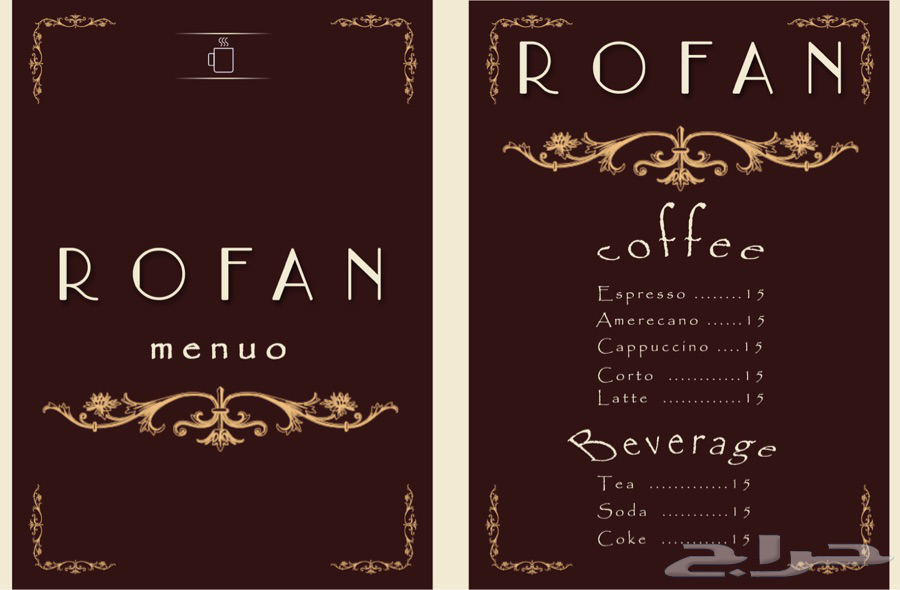 ROFAN
menuo
ROFAN
coffee
Espresso ........15
Amerecano ......15
Cappuccino ....15
Corto ............15
Latte .............15
Beverage
Tea .............15
Soda ...........15
Coke ...........15
حراج